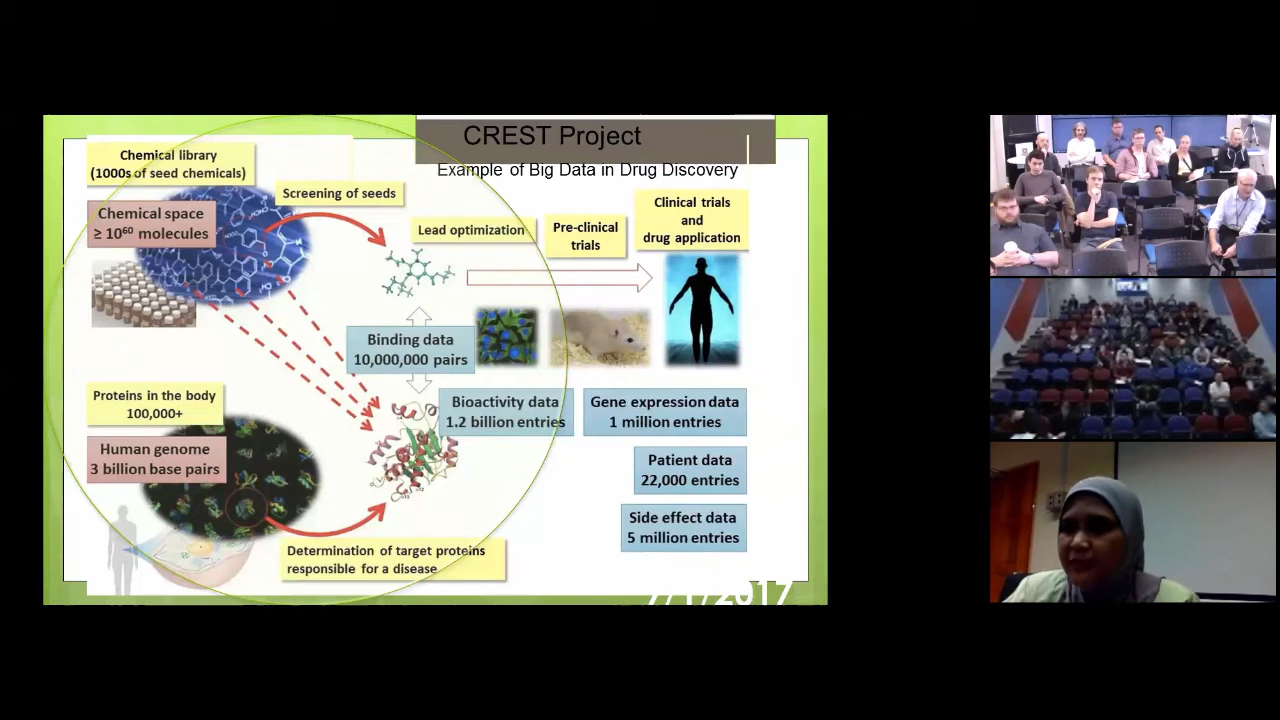 CREST Project
Example of Big Data in Drug Discovery
Chemical library
(1000s of seed chemicals)
Screening of seeds
Chemical space
≥ 10⁶⁰ molecules
Lead optimization
Pre-clinical
trials
Clinical trials
and
drug application
Binding data
10,000,000 pairs
Proteins in the body
100,000+
Bioactivity data
1.2 billion entries
Gene expression data
1 million entries
Human genome
3 billion base pairs
Patient data
22,000 entries
Side effect data
5 million entries
Determination of target proteins
responsible for a disease
7/1/2017